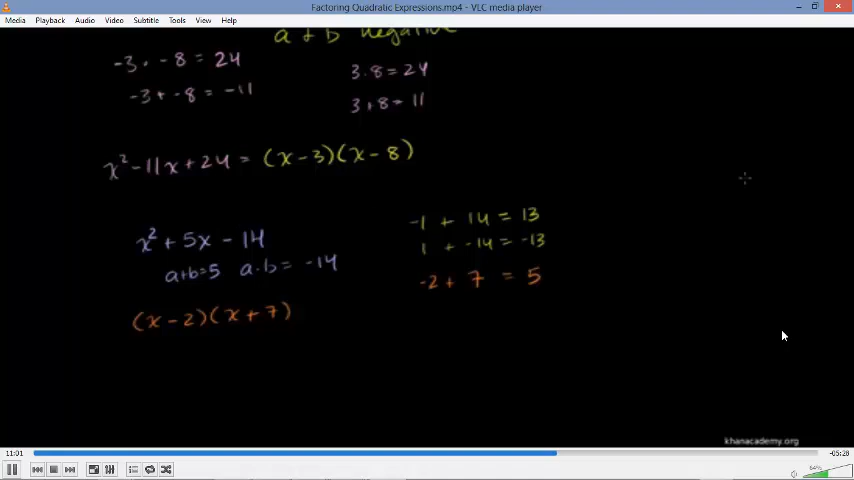 Factoring Quadratic Expressions.mp4 - VLC media player
Media Playback Audio Video Subtitle Tools View Help
a + b negative
-3 · -8 = 24
-3 + -8 = -11
3·8 = 24
3 + 8 = 11
x² - 11x + 24 = (x - 3)(x - 8)
x² + 5x - 14
a+b=5 a·b = -14
(x - 2)(x + 7)
-1 + 14 = 13
1 + -14 = -13
-2 + 7 = 5
khanacademy.org
11:01 -05:28
64%